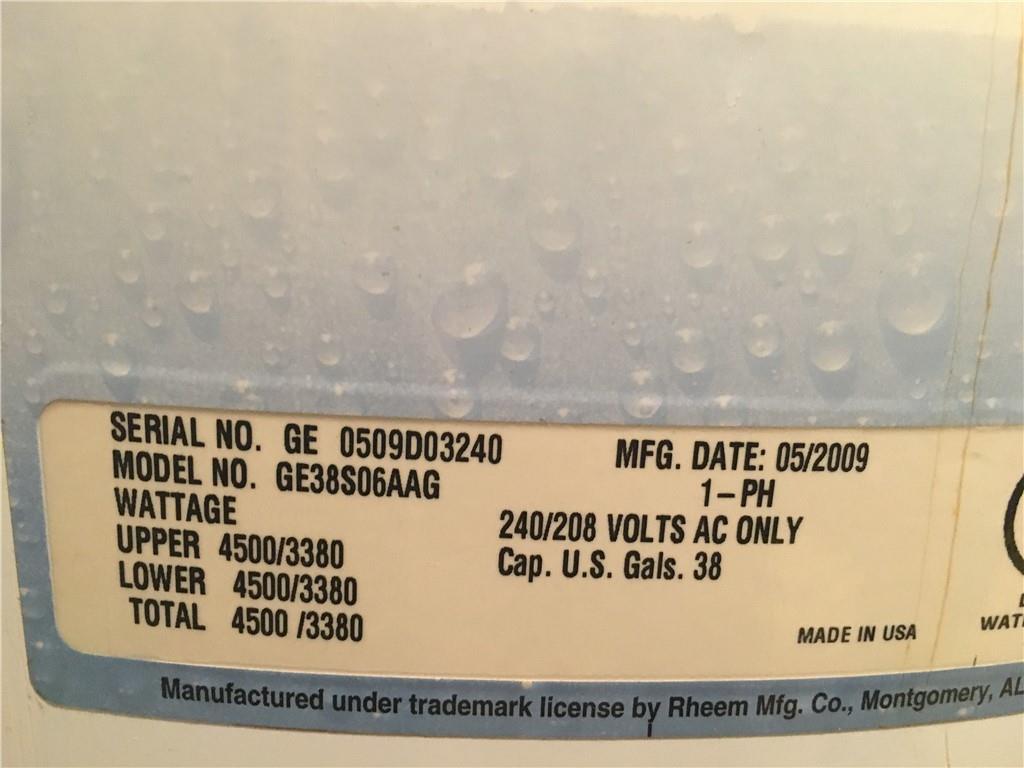 SERIAL NO. GE 0509D03240
MFG. DATE: 05/2009
MODEL NO. GE38S06AAG
1-PH
WATTAGE
240/208 VOLTS AC ONLY
UPPER 4500/3380
Cap. U.S. Gals. 38
LOWER 4500/3380
TOTAL 4500 /3380
MADE IN USA
Manufactured under trademark license by Rheem Mfg. Co., Montgomery, AL